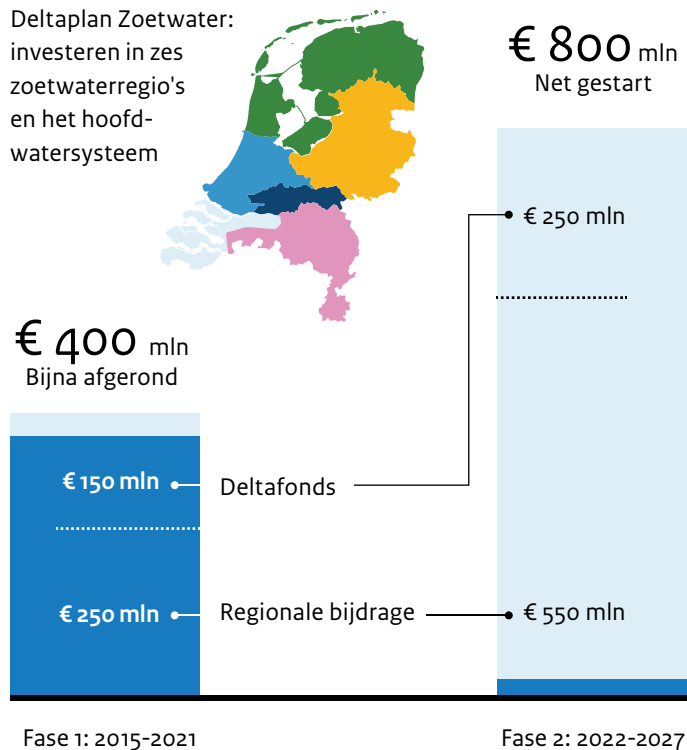 Deltaplan Zoetwater:
investeren in zes
zoetwaterregio's
en het hoofd-
watersysteem
€ 800 mln
Net gestart
€ 250 mln
€ 400 mln
Bijna afgerond
€ 150 mln
Deltafonds
€ 250 mln
Regionale bijdrage
€ 550 mln
Fase 1: 2015-2021
Fase 2: 2022-2027